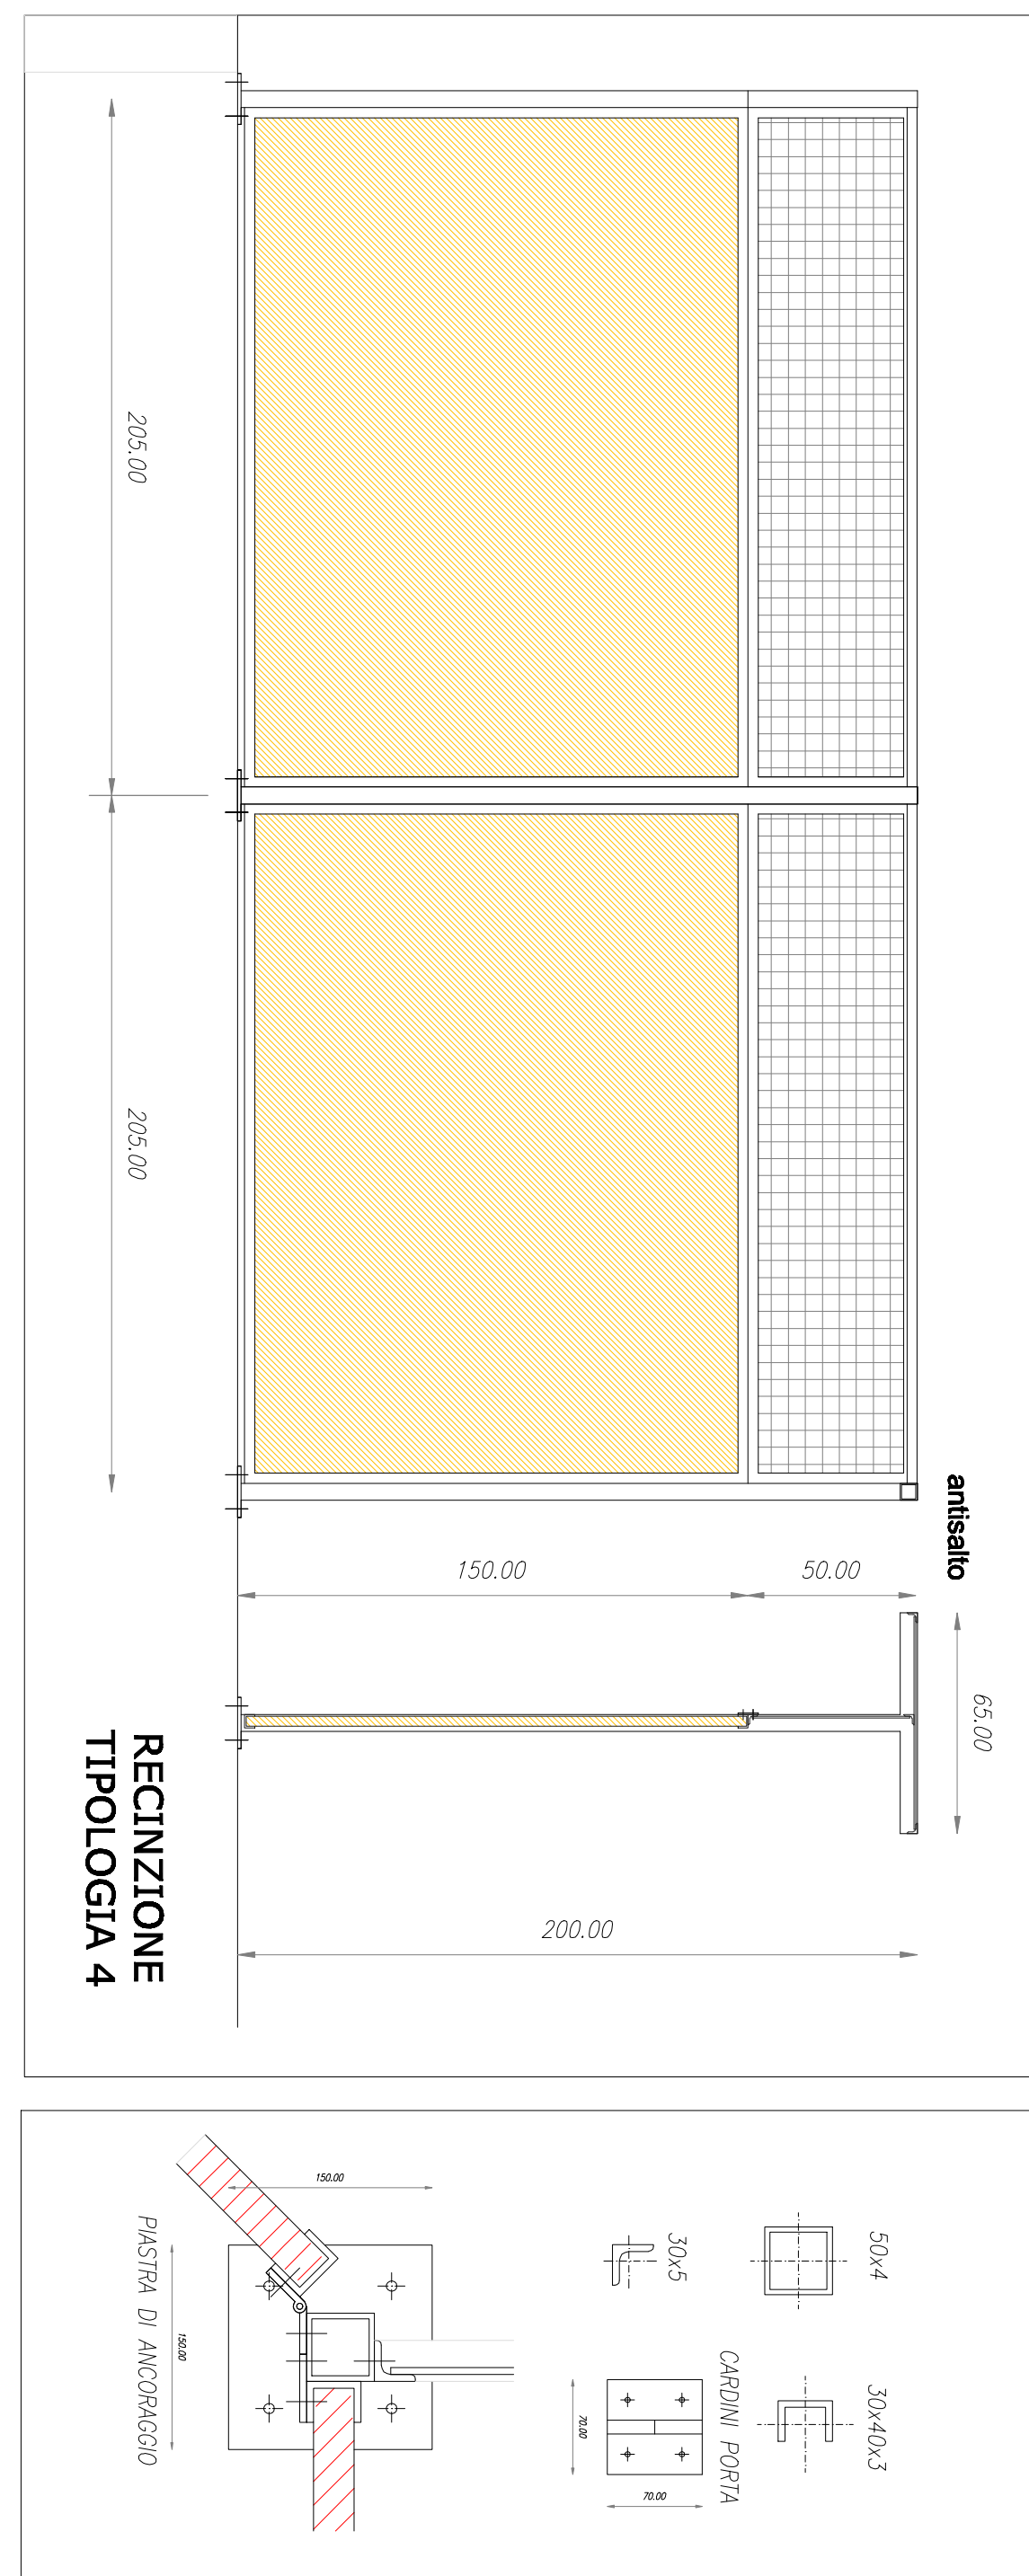 205.00
205.00
antisalto
150.00
50.00
65.00
200.00
RECINZIONE
TIPOLOGIA 4
150.00
150.00
PIASTRA DI ANCORAGGIO
50x4
30x5
30x40x3
CARDINI PORTA
70.00
70.00